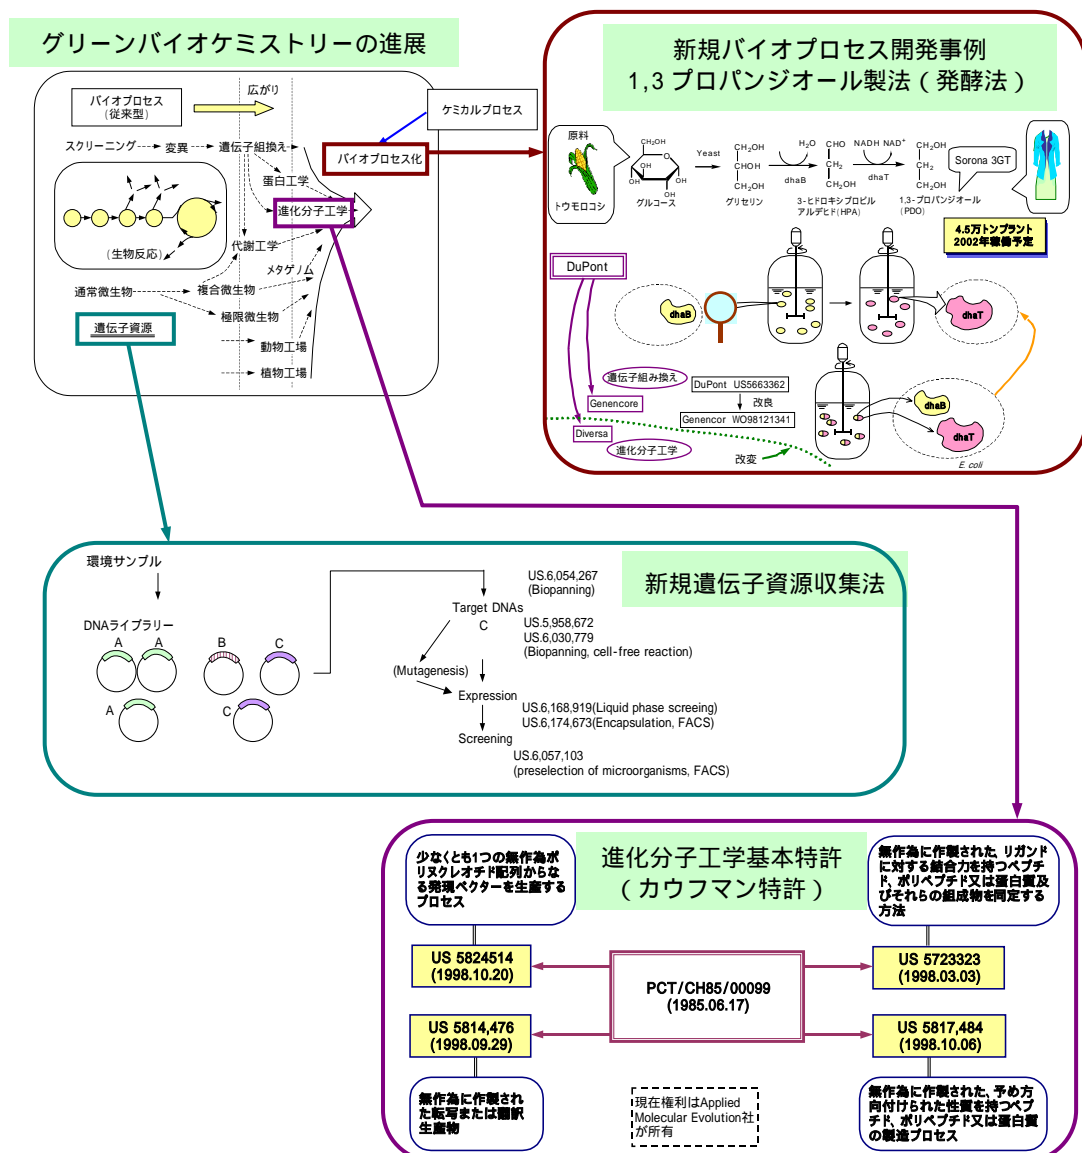 グリーンバイオケミストリーの進展
バイオプロセス
(従来型)
広がり
ケミカルプロセス
スクリーニング
変異
遺伝子組換え
バイオプロセス化
蛋白工学
進化分子工学
(生物反応)
代謝工学
メタゲノム
通常微生物
複合微生物
極限微生物
遺伝子資源
動物工場
植物工場
新規バイオプロセス開発事例
1,3 プロパンジオール製法(発酵法)
原料
トウモロコシ
CH₂OH
O
OH
OH
OH
OH
グルコース
Yeast
CH₂OH
CHOH
CH₂OH
グリセリン
H₂O
dhaB
CHO
CH₂
CH₂OH
3-ヒドロキシプロピル
アルデヒド(HPA)
NADH NAD⁺
dhaT
CH₂OH
CH₂
CH₂OH
1,3-プロパンジオール
(PDO)
Sorona 3GT
4.5万トンプラント
2002年稼働予定
DuPont
dhaB
dhaT
遺伝子組み換え
Genencore
DuPont US5663362
改良
Genencor WO98121341
Diversa
進化分子工学
改変
dhaB
dhaT
E. coli
新規遺伝子資源収集法
環境サンプル
DNAライブラリー
A
A
B
C
A
C
US.6,054,267
(Biopanning)
Target DNAs
C
US.5,958,672
US.6,030,779
(Biopanning, cell-free reaction)
(Mutagenesis)
Expression
US.6,168,919(Liquid phase screeing)
US.6,174,673(Encapsulation, FACS)
Screening
US.6,057,103
(preselection of microorganisms, FACS)
進化分子工学基本特許
(カウフマン特許)
少なくとも1つの無作為ポ
リヌクレオチド配列からな
る発現ベクターを生産する
プロセス
無作為に作製された、リガンド
に対する結合力を持つペプチ
ド、ポリペプチド又は蛋白質及
びそれらの組成物を同定する
方法
US 5824514
(1998.10.20)
US 5723323
(1998.03.03)
PCT/CH85/00099
(1985.06.17)
US 5814,476
(1998.09.29)
US 5817,484
(1998.10.06)
無作為に作製され
た転写または翻訳
生産物
現在権利はApplied
Molecular Evolution社
が所有
無作為に作製された、予め方
向付けられた性質を持つペプ
チド、ポリペプチド又は蛋白質
の製造プロセス